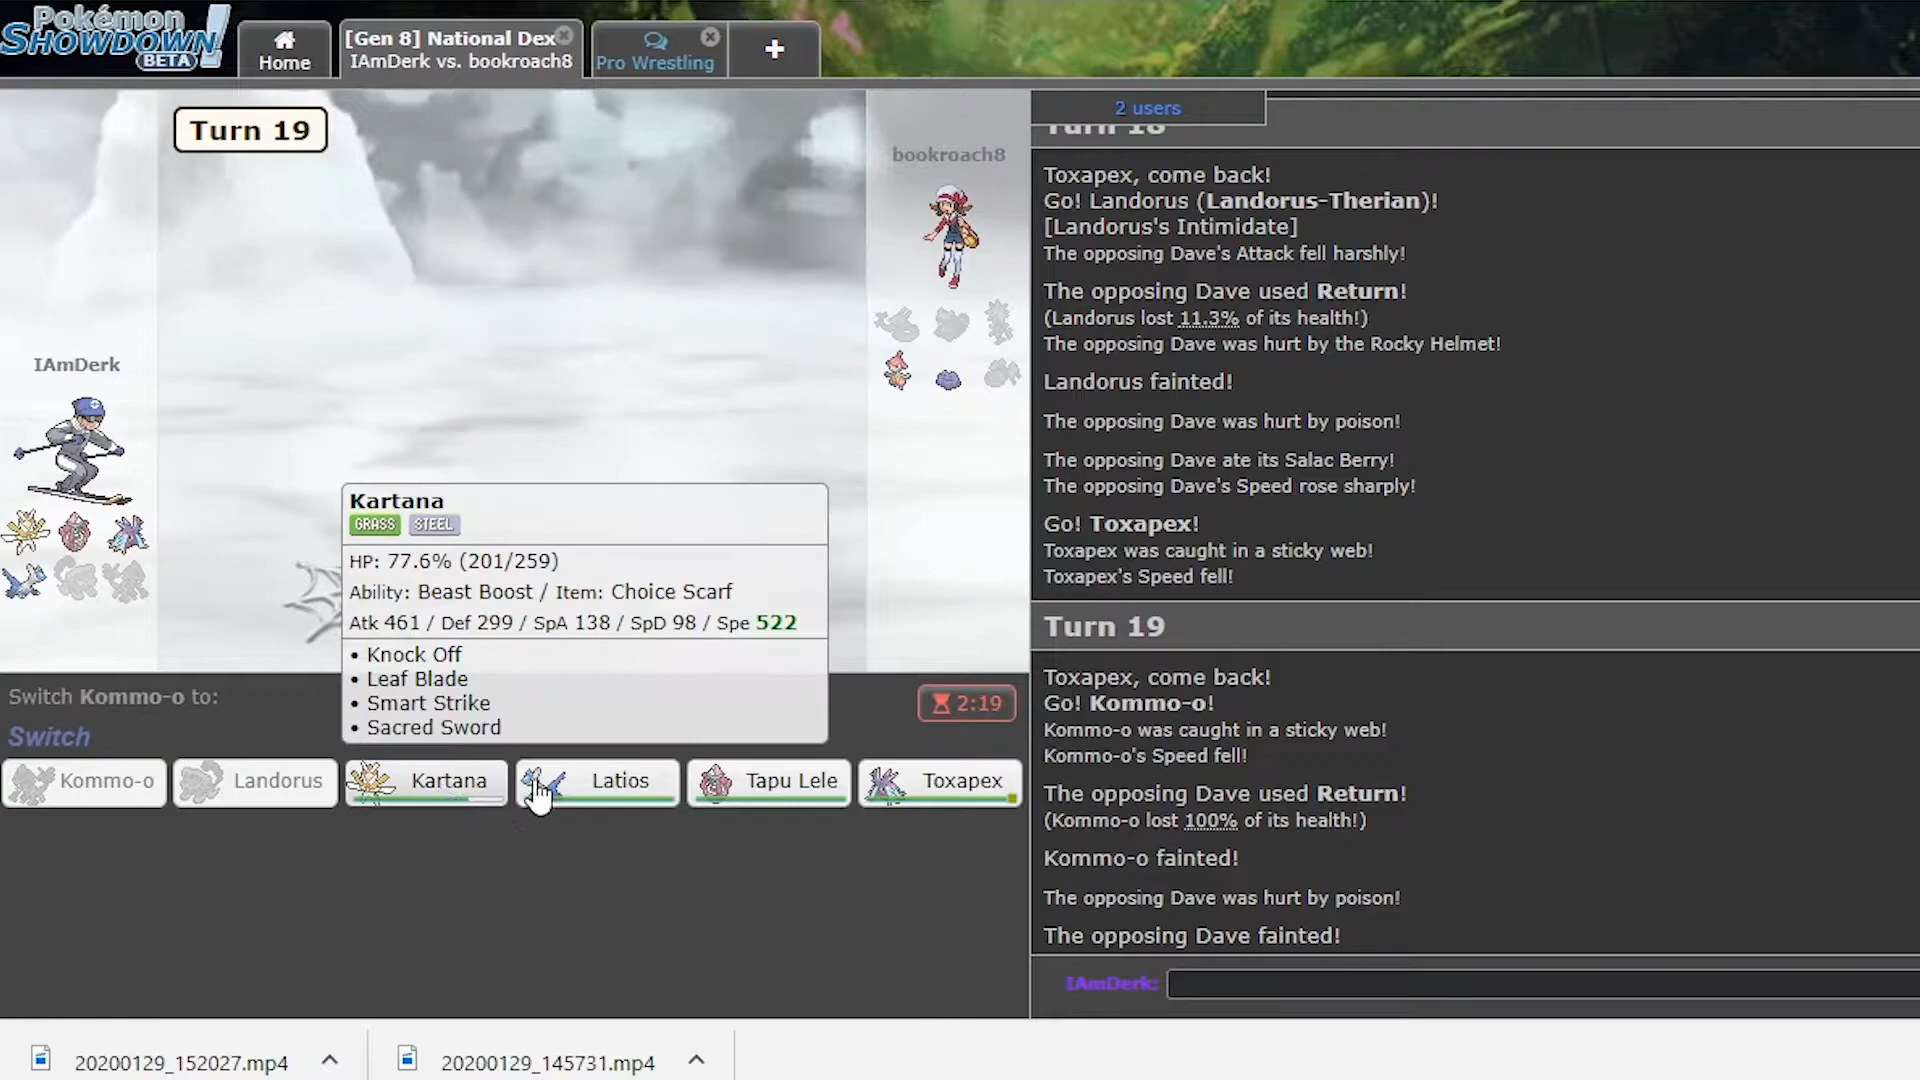 Pokémon
SHOWDOWN!
BETA
Home
[Gen 8] National Dex
IAmDerk vs. bookroach8
Pro Wrestling
+
Turn 19
bookroach8
IAmDerk
Kartana
GRASS STEEL
HP: 77.6% (201/259)
Ability: Beast Boost / Item: Choice Scarf
Atk 461 / Def 299 / SpA 138 / SpD 98 / Spe 522
• Knock Off
• Leaf Blade
• Smart Strike
• Sacred Sword
Switch Kommo-o to:
2:19
Switch
Kommo-o
Landorus
Kartana
Latios
Tapu Lele
Toxapex
2 users
Turn 18
Toxapex, come back!
Go! Landorus (Landorus-Therian)!
[Landorus's Intimidate]
The opposing Dave's Attack fell harshly!
The opposing Dave used Return!
(Landorus lost 11.3% of its health!)
The opposing Dave was hurt by the Rocky Helmet!
Landorus fainted!
The opposing Dave was hurt by poison!
The opposing Dave ate its Salac Berry!
The opposing Dave's Speed rose sharply!
Go! Toxapex!
Toxapex was caught in a sticky web!
Toxapex's Speed fell!
Turn 19
Toxapex, come back!
Go! Kommo-o!
Kommo-o was caught in a sticky web!
Kommo-o's Speed fell!
The opposing Dave used Return!
(Kommo-o lost 100% of its health!)
Kommo-o fainted!
The opposing Dave was hurt by poison!
The opposing Dave fainted!
IAmDerk:
20200129_152027.mp4
20200129_145731.mp4